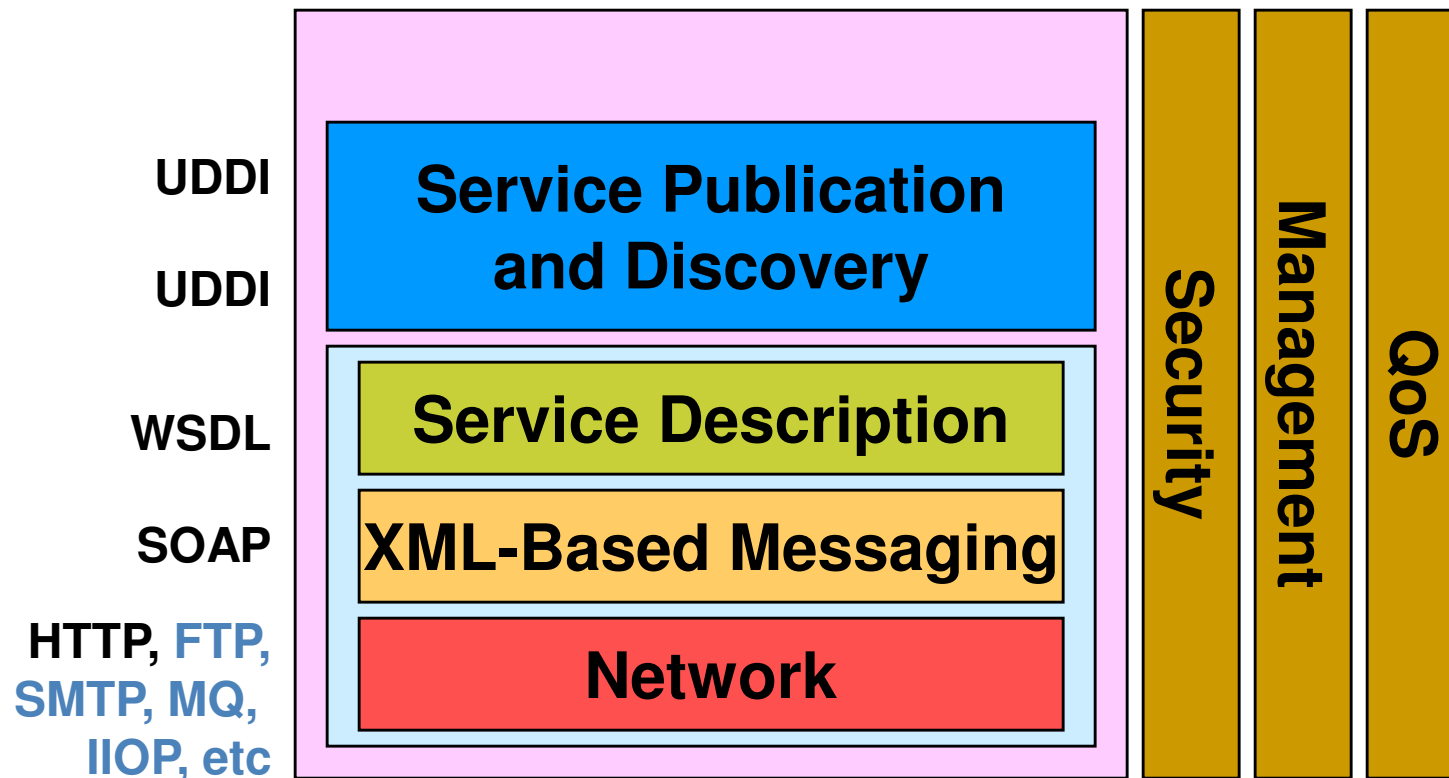 UDDI
UDDI
WSDL
SOAP
HTTP, FTP,
SMTP, MQ,
IIOP, etc
Service Publication
and Discovery
Service Description
XML-Based Messaging
Network
Security
Management
QoS